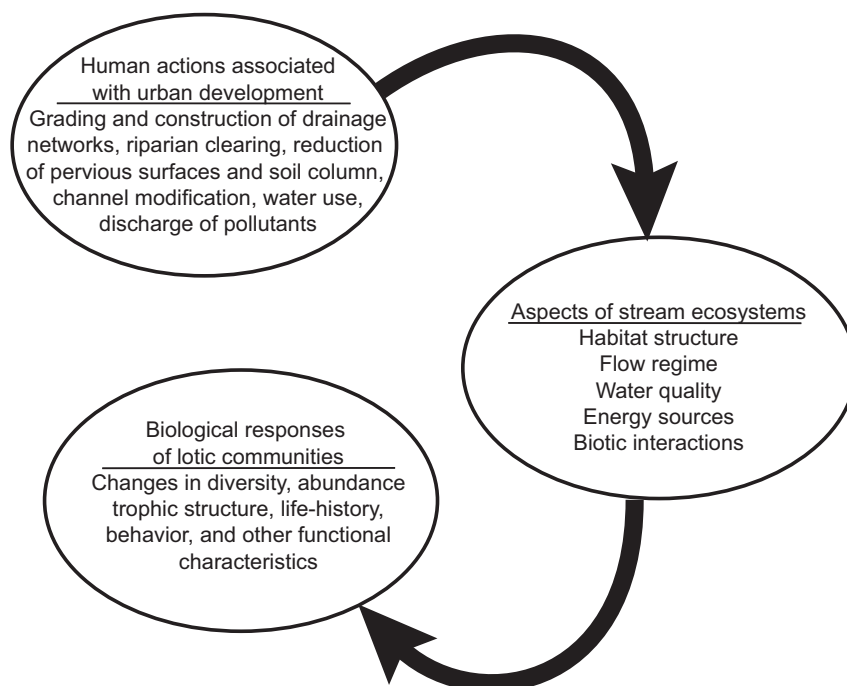 Human actions associated
with urban development
Grading and construction of drainage
networks, riparian clearing, reduction
of pervious surfaces and soil column,
channel modification, water use,
discharge of pollutants
Aspects of stream ecosystems
Habitat structure
Flow regime
Water quality
Energy sources
Biotic interactions
Biological responses
of lotic communities
Changes in diversity, abundance
trophic structure, life-history,
behavior, and other functional
characteristics